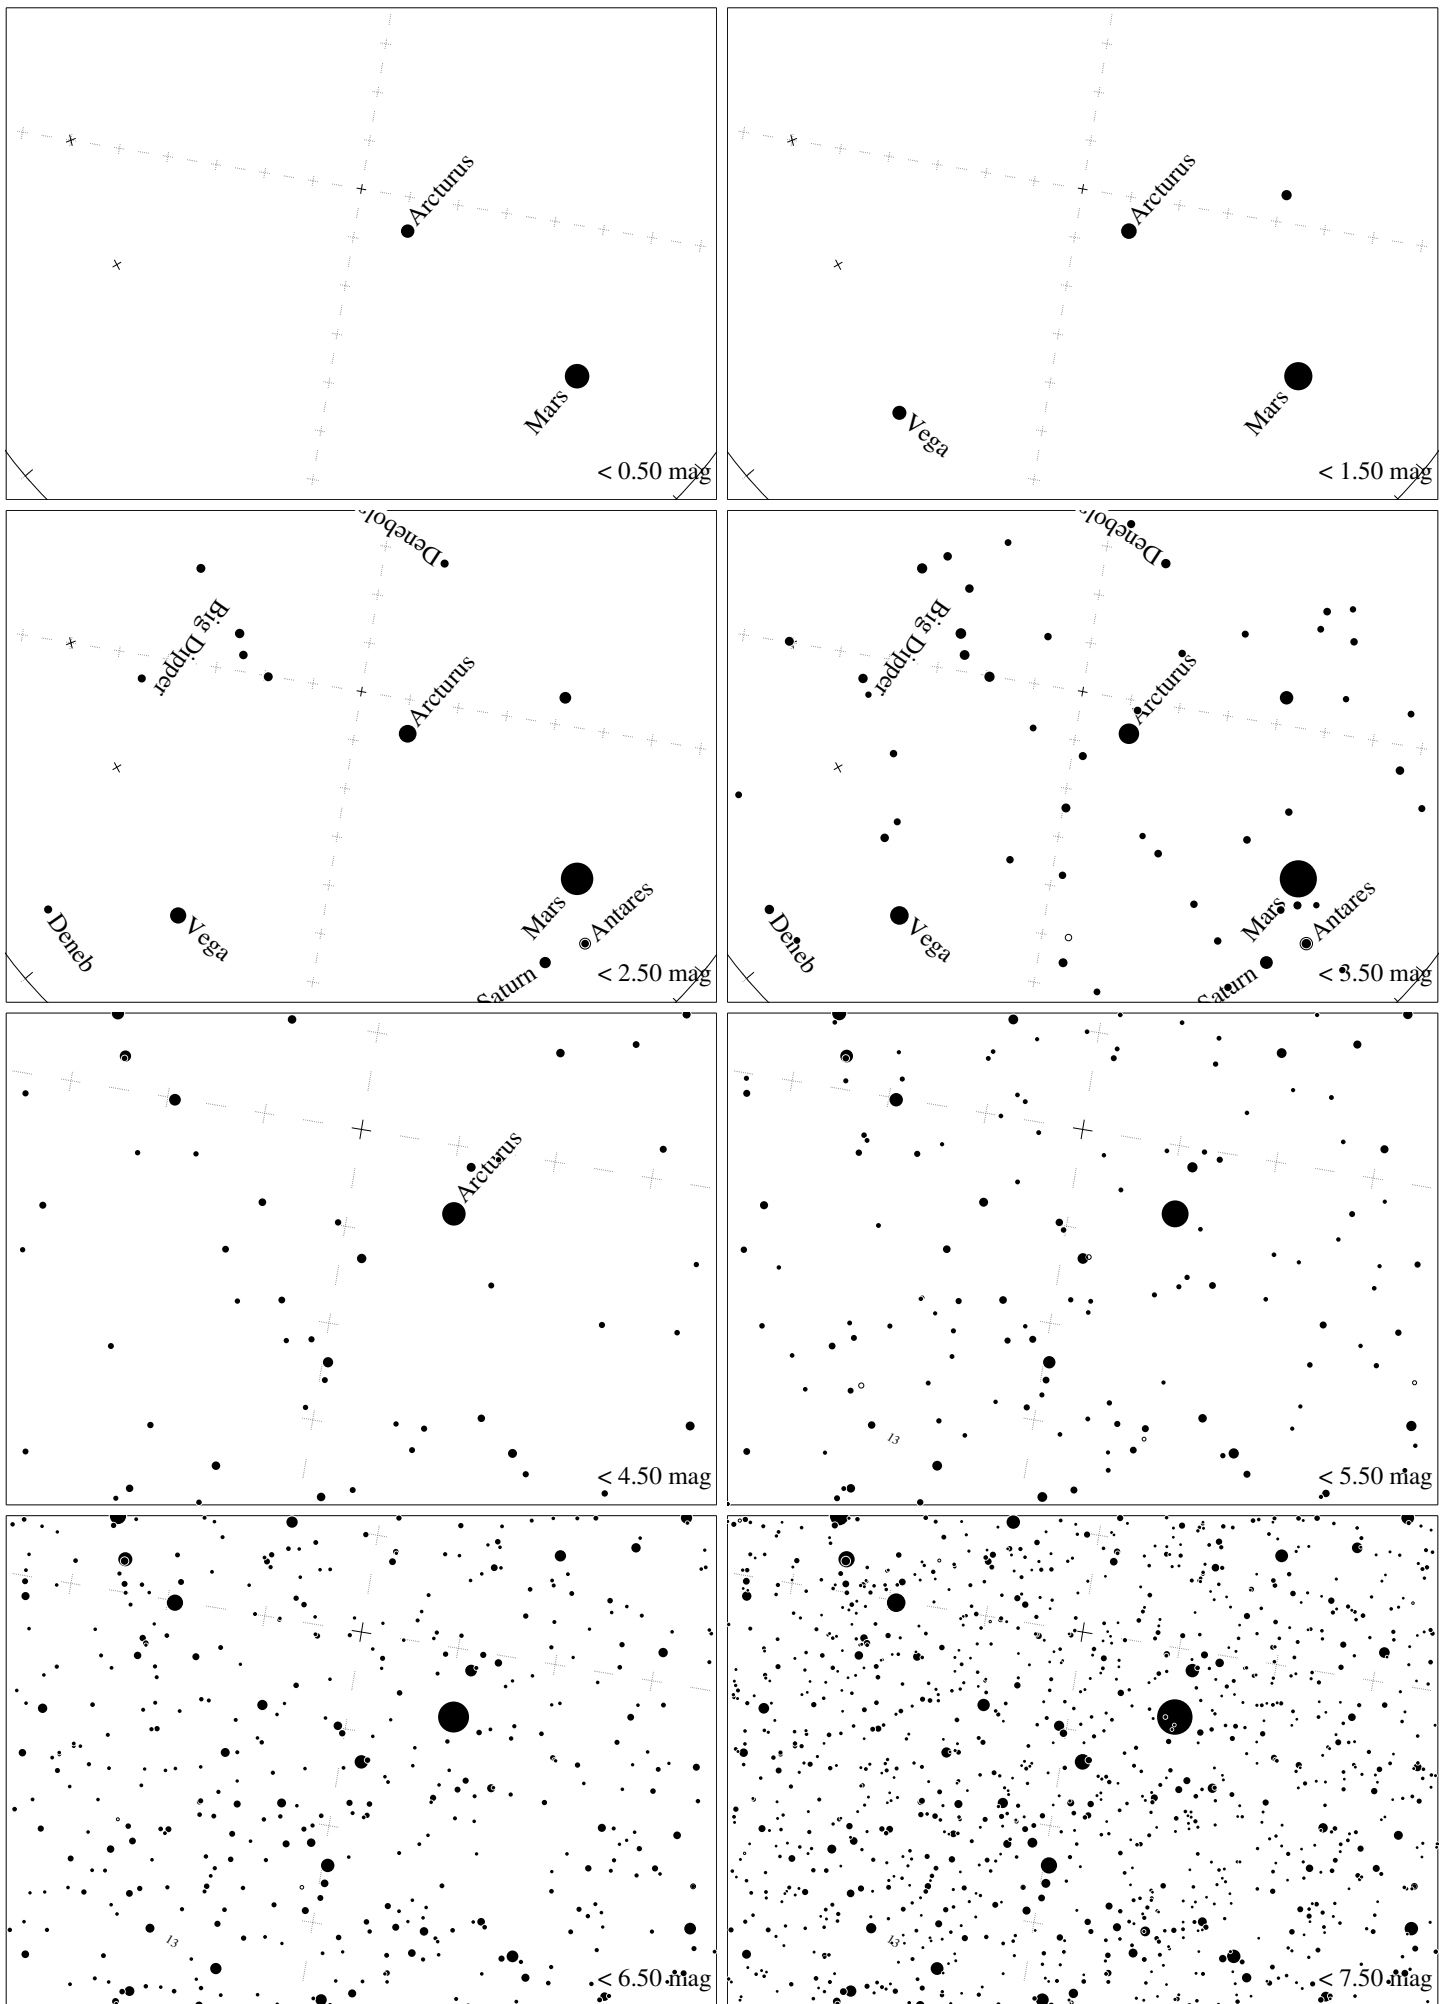 Arcturus
Mars
< 0.50 mag
Arcturus
Mars
Vega
< 1.50 mag
Denebola
Big Dipper
Arcturus
Mars
Antares
Deneb
Vega
Saturn
< 2.50 mag
Denebola
Big Dipper
Arcturus
Mars
Antares
Deneb
Vega
Saturn
< 3.50 mag
Arcturus
< 4.50 mag
13
< 5.50 mag
13
< 6.50 mag
13
< 7.50 mag